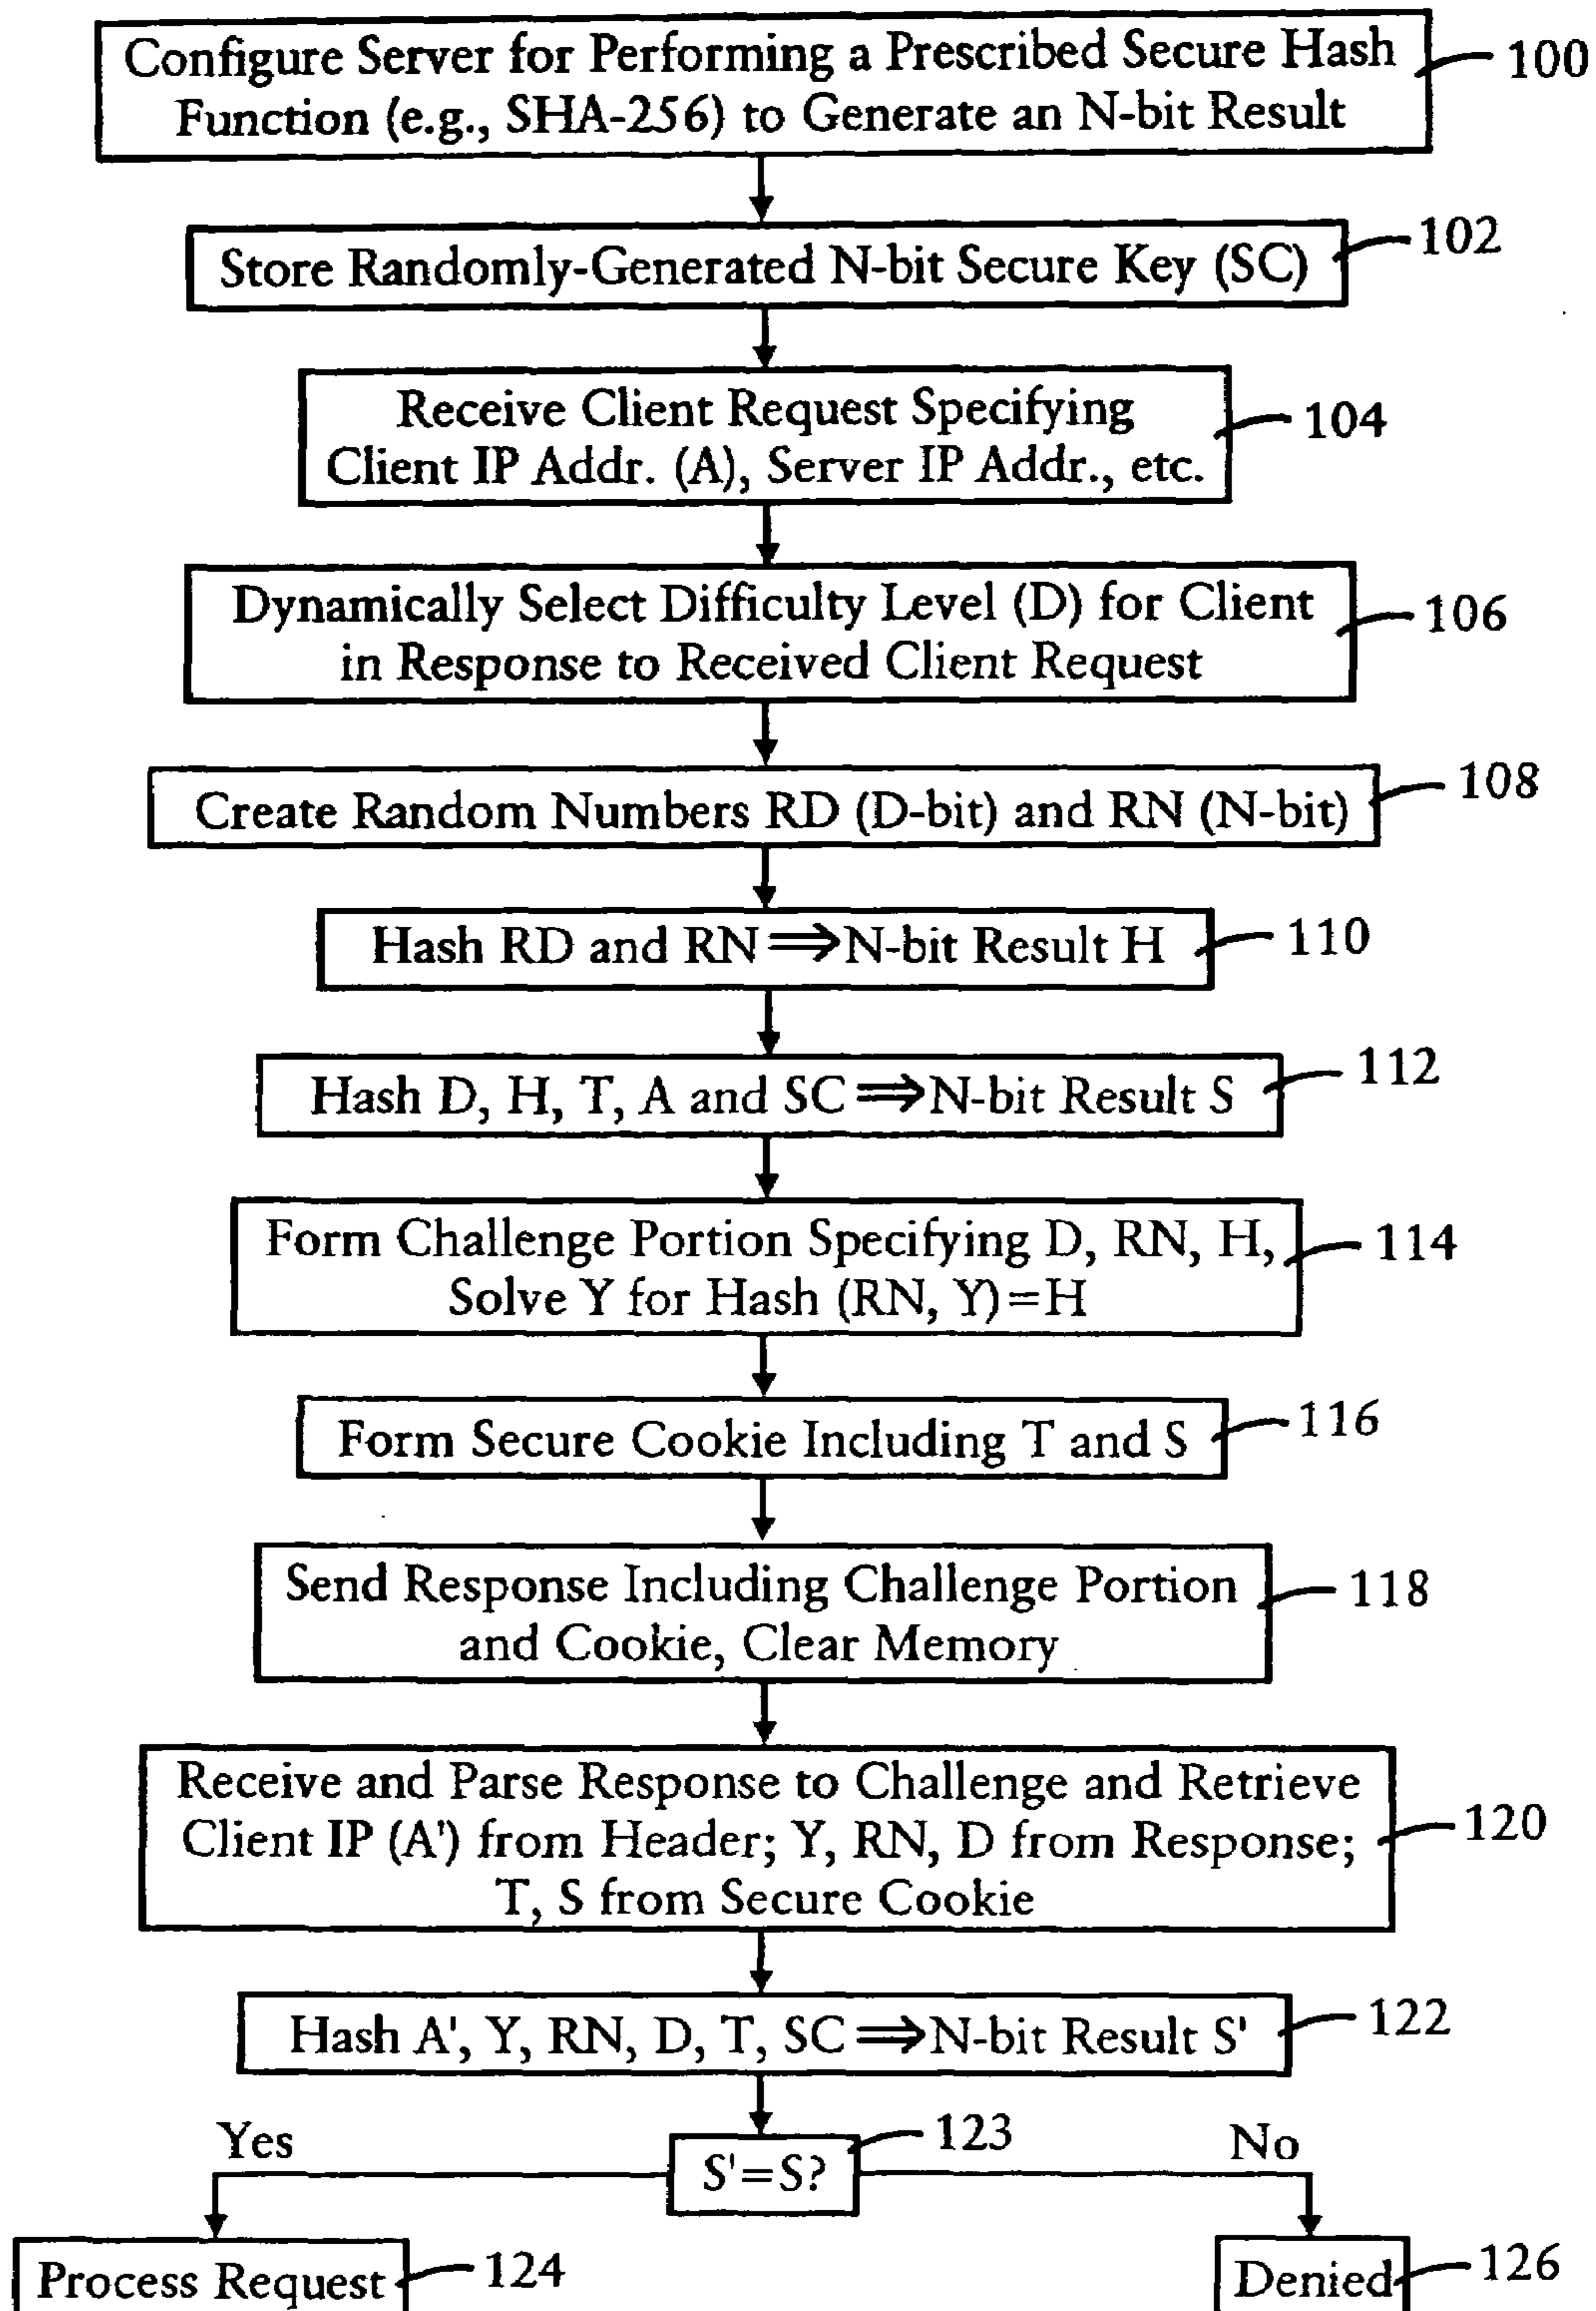 Configure Server for Performing a Prescribed Secure Hash
Function (e.g., SHA-256) to Generate an N-bit Result
100
Store Randomly-Generated N-bit Secure Key (SC)
102
Receive Client Request Specifying
Client IP Addr. (A), Server IP Addr., etc.
104
Dynamically Select Difficulty Level (D) for Client
in Response to Received Client Request
106
Create Random Numbers RD (D-bit) and RN (N-bit)
108
Hash RD and RN ⟹ N-bit Result H
110
Hash D, H, T, A and SC ⟹ N-bit Result S
112
Form Challenge Portion Specifying D, RN, H,
Solve Y for Hash (RN, Y)=H
114
Form Secure Cookie Including T and S
116
Send Response Including Challenge Portion
and Cookie, Clear Memory
118
Receive and Parse Response to Challenge and Retrieve
Client IP (A') from Header; Y, RN, D from Response;
T, S from Secure Cookie
120
Hash A', Y, RN, D, T, SC ⟹ N-bit Result S'
122
Yes
S'=S?
123
No
Process Request
124
Denied
126